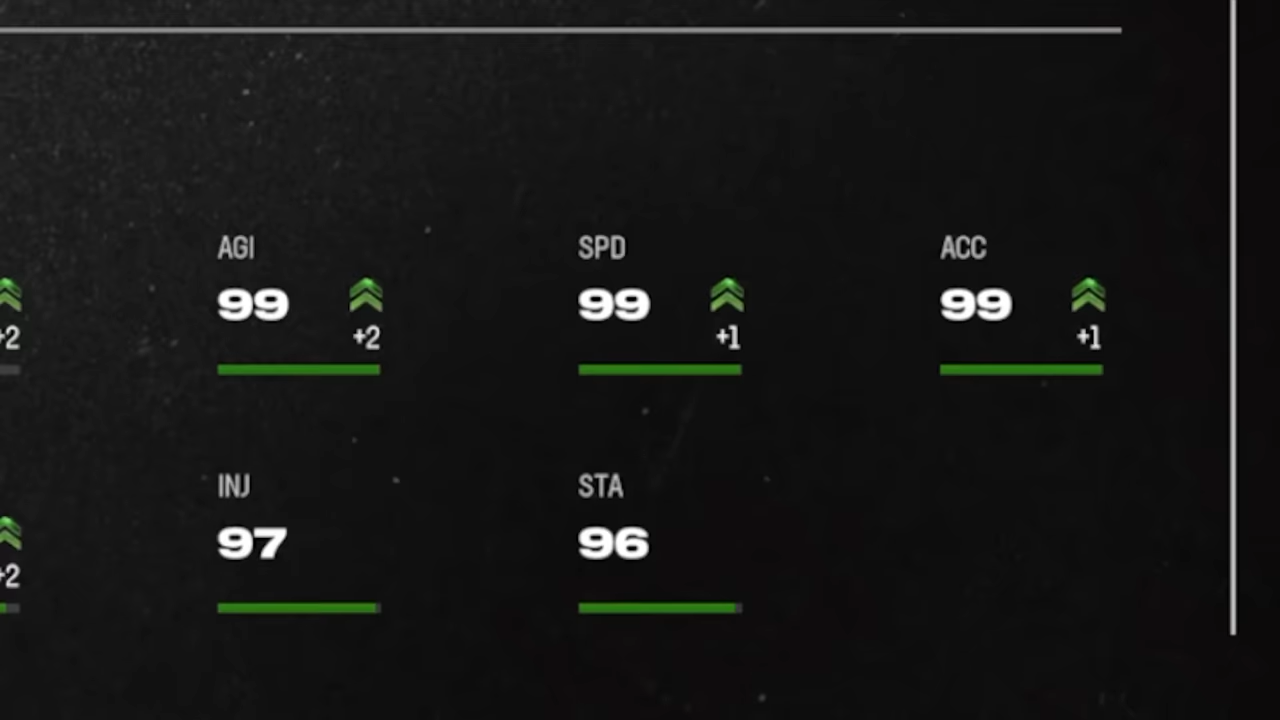 AGI SPD ACC
99 99 99
+2 +2 +1 +1
INJ STA
97 96
+2